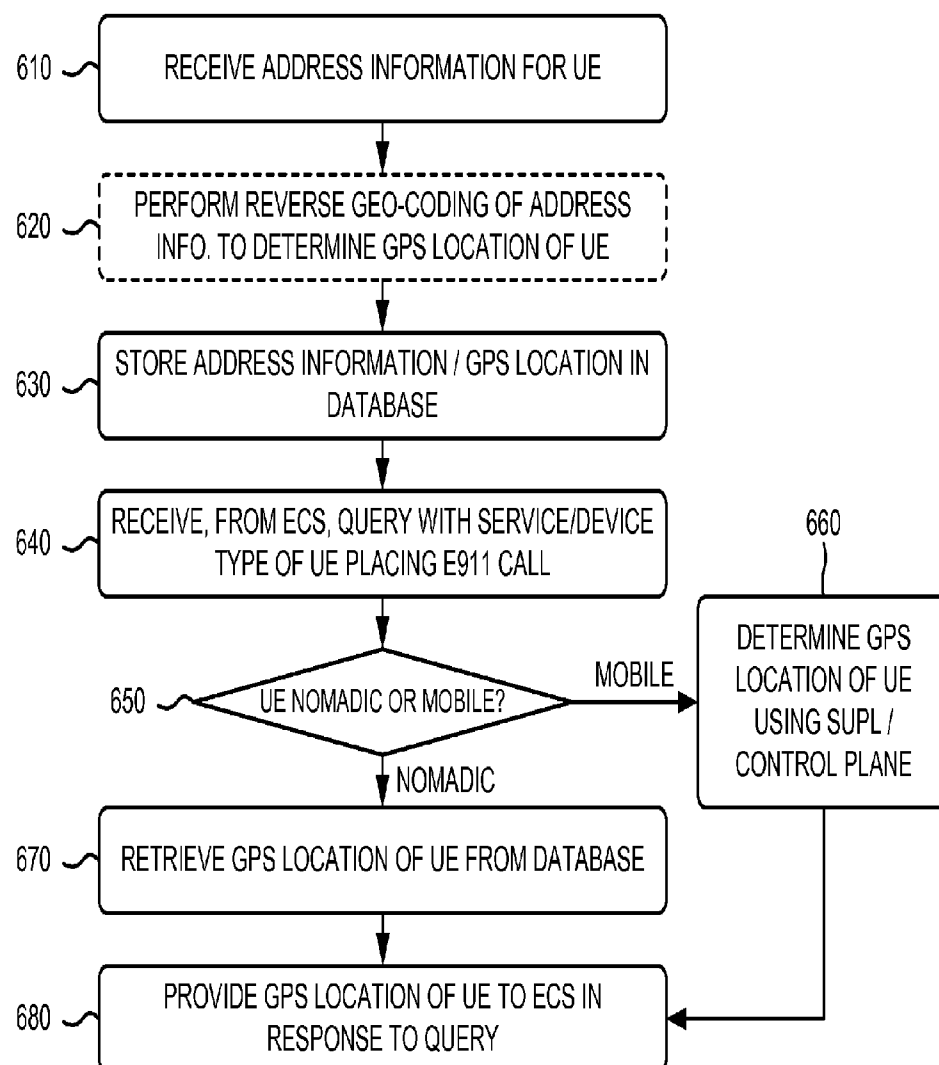 610
RECEIVE ADDRESS INFORMATION FOR UE
620
PERFORM REVERSE GEO-CODING OF ADDRESS
INFO. TO DETERMINE GPS LOCATION OF UE
630
STORE ADDRESS INFORMATION / GPS LOCATION IN
DATABASE
640
RECEIVE, FROM ECS, QUERY WITH SERVICE/DEVICE
TYPE OF UE PLACING E911 CALL
650
UE NOMADIC OR MOBILE?
MOBILE
660
DETERMINE GPS
LOCATION OF UE
USING SUPL /
CONTROL PLANE
NOMADIC
670
RETRIEVE GPS LOCATION OF UE FROM DATABASE
680
PROVIDE GPS LOCATION OF UE TO ECS IN
RESPONSE TO QUERY